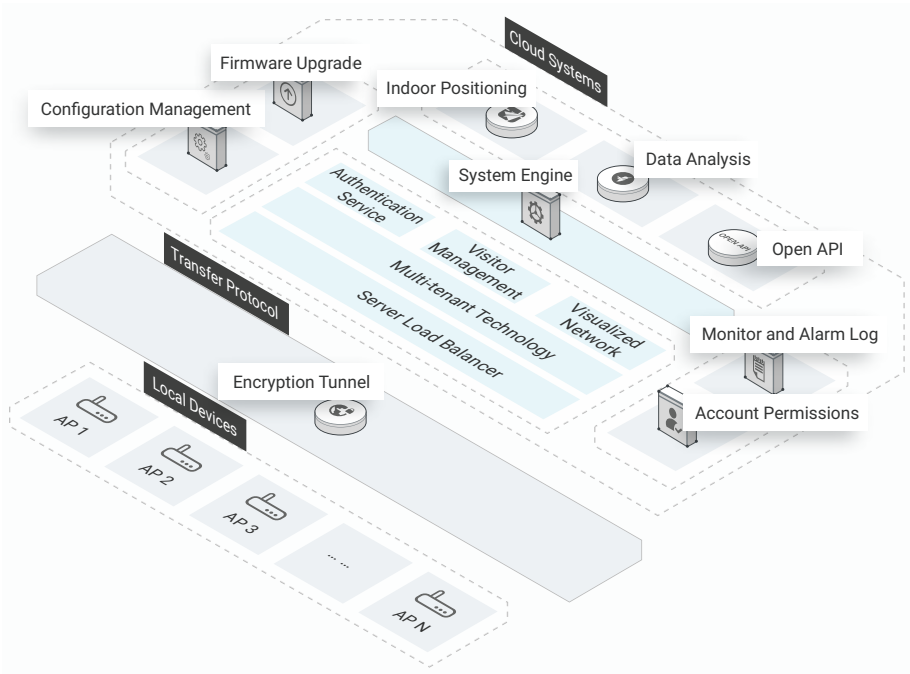 Cloud Systems
Firmware Upgrade
Indoor Positioning
Configuration Management
Data Analysis
System Engine
Open API
OPEN API
Authentication
Service
Visitor
Management
Visualized
Network
Multi-tenant Technology
Server Load Balancer
Monitor and Alarm Log
Account Permissions
Transfer Protocol
Encryption Tunnel
Local Devices
AP 1
AP 2
AP 3
... ...
AP N